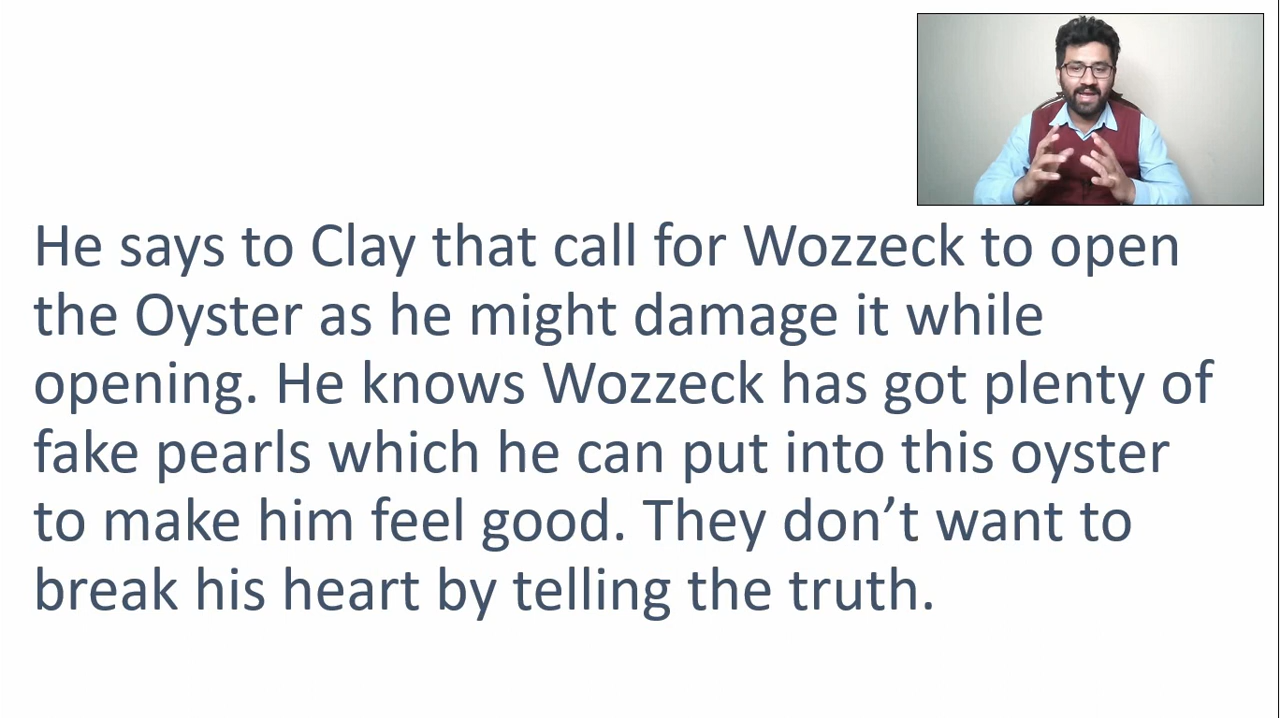 He says to Clay that call for Wozzeck to open
the Oyster as he might damage it while
opening. He knows Wozzeck has got plenty of
fake pearls which he can put into this oyster
to make him feel good. They don’t want to
break his heart by telling the truth.